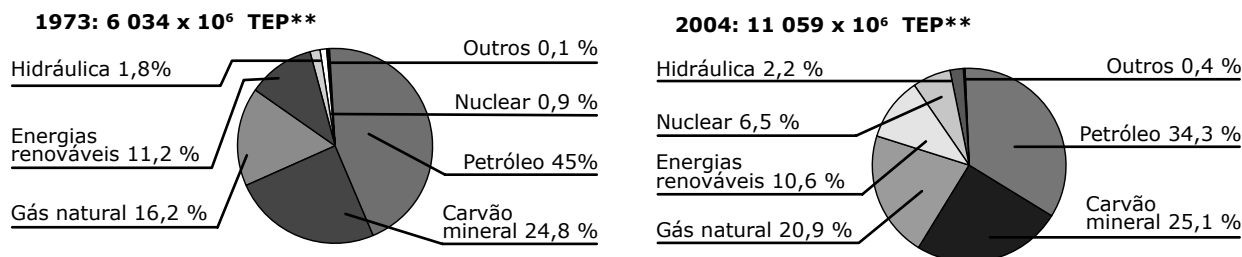 1973: 6 034 x 10⁶ TEP**
Outros 0,1 %
Hidráulica 1,8%
Nuclear 0,9 %
Energias
renováveis 11,2 %
Petróleo 45%
Gás natural 16,2 %
Carvão
mineral 24,8 %
2004: 11 059 x 10⁶ TEP**
Hidráulica 2,2 %
Outros 0,4 %
Nuclear 6,5 %
Petróleo 34,3 %
Energias
renováveis 10,6 %
Gás natural 20,9 %
Carvão
mineral 25,1 %